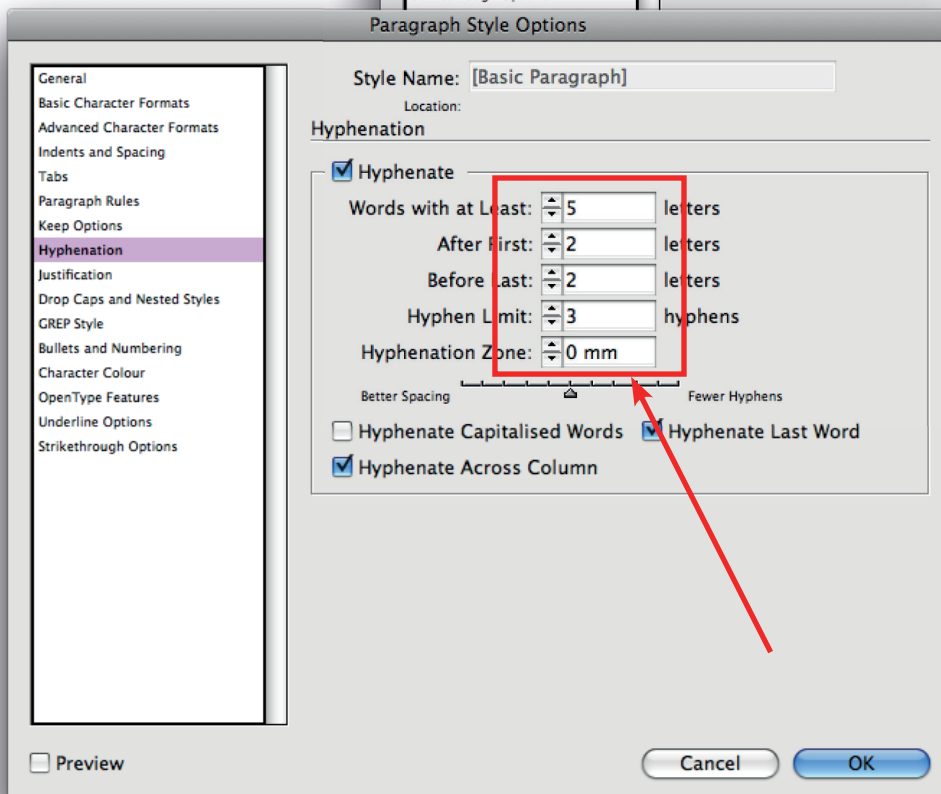 Paragraph Style Options
General
Basic Character Formats
Advanced Character Formats
Indents and Spacing
Tabs
Paragraph Rules
Keep Options
Hyphenation
Justification
Drop Caps and Nested Styles
GREP Style
Bullets and Numbering
Character Colour
OpenType Features
Underline Options
Strikethrough Options
Style Name: [Basic Paragraph]
Location:
Hyphenation
Hyphenate
Words with at Least: 5 letters
After First: 2 letters
Before Last: 2 letters
Hyphen Limit: 3 hyphens
Hyphenation Zone: 0 mm
Better Spacing Fewer Hyphens
Hyphenate Capitalised Words Hyphenate Last Word
Hyphenate Across Column
Preview Cancel OK